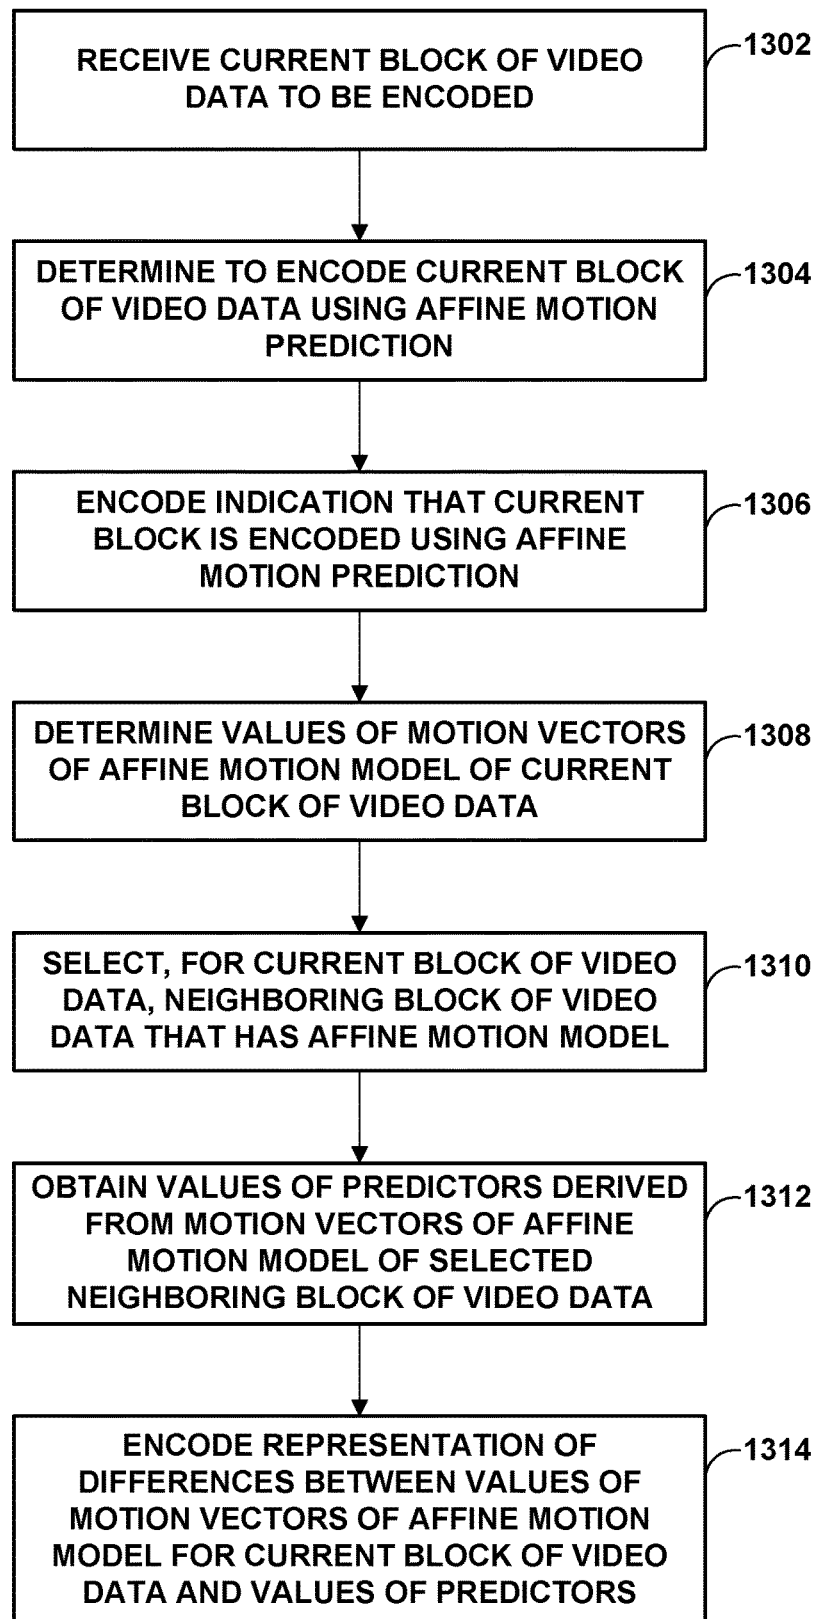 RECEIVE CURRENT BLOCK OF VIDEO
DATA TO BE ENCODED
1302
DETERMINE TO ENCODE CURRENT BLOCK
OF VIDEO DATA USING AFFINE MOTION
PREDICTION
1304
ENCODE INDICATION THAT CURRENT
BLOCK IS ENCODED USING AFFINE
MOTION PREDICTION
1306
DETERMINE VALUES OF MOTION VECTORS
OF AFFINE MOTION MODEL OF CURRENT
BLOCK OF VIDEO DATA
1308
SELECT, FOR CURRENT BLOCK OF VIDEO
DATA, NEIGHBORING BLOCK OF VIDEO
DATA THAT HAS AFFINE MOTION MODEL
1310
OBTAIN VALUES OF PREDICTORS DERIVED
FROM MOTION VECTORS OF AFFINE
MOTION MODEL OF SELECTED
NEIGHBORING BLOCK OF VIDEO DATA
1312
ENCODE REPRESENTATION OF
DIFFERENCES BETWEEN VALUES OF
MOTION VECTORS OF AFFINE MOTION
MODEL FOR CURRENT BLOCK OF VIDEO
DATA AND VALUES OF PREDICTORS
1314